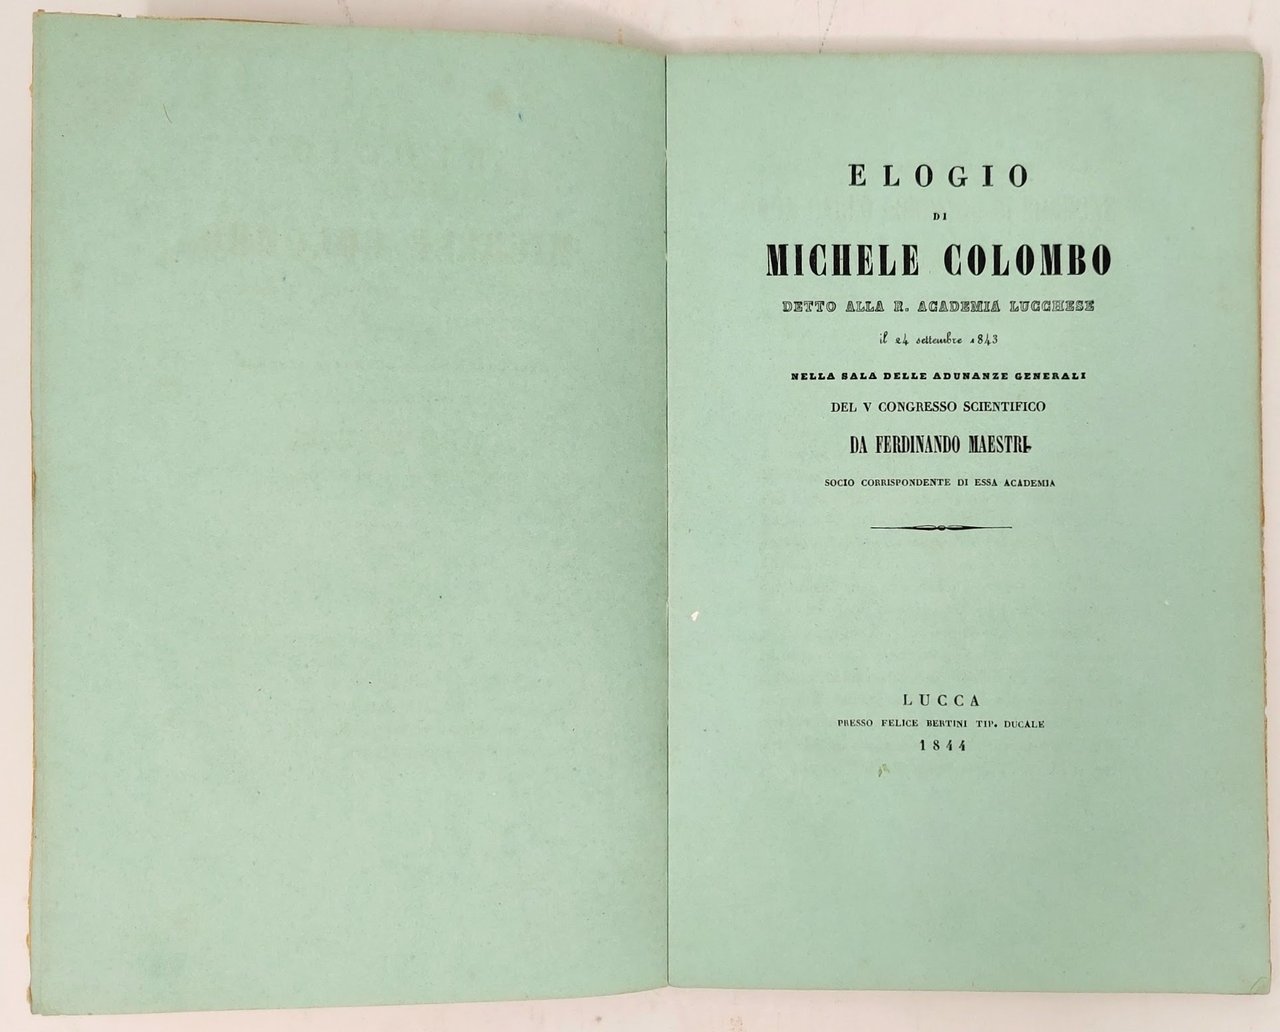 ELOGIO
DI
MICHELE COLOMBO
DETTO ALLA R. ACADEMIA LUCCHESE
il 24 settembre 1843
NELLA SALA DELLE ADUNANZE GENERALI
DEL V CONGRESSO SCIENTIFICO
DA FERDINANDO MAESTRI
SOCIO CORRISPONDENTE DI ESSA ACADEMIA
LUCCA
PRESSO FELICE BERTINI TIP. DUCALE
1844